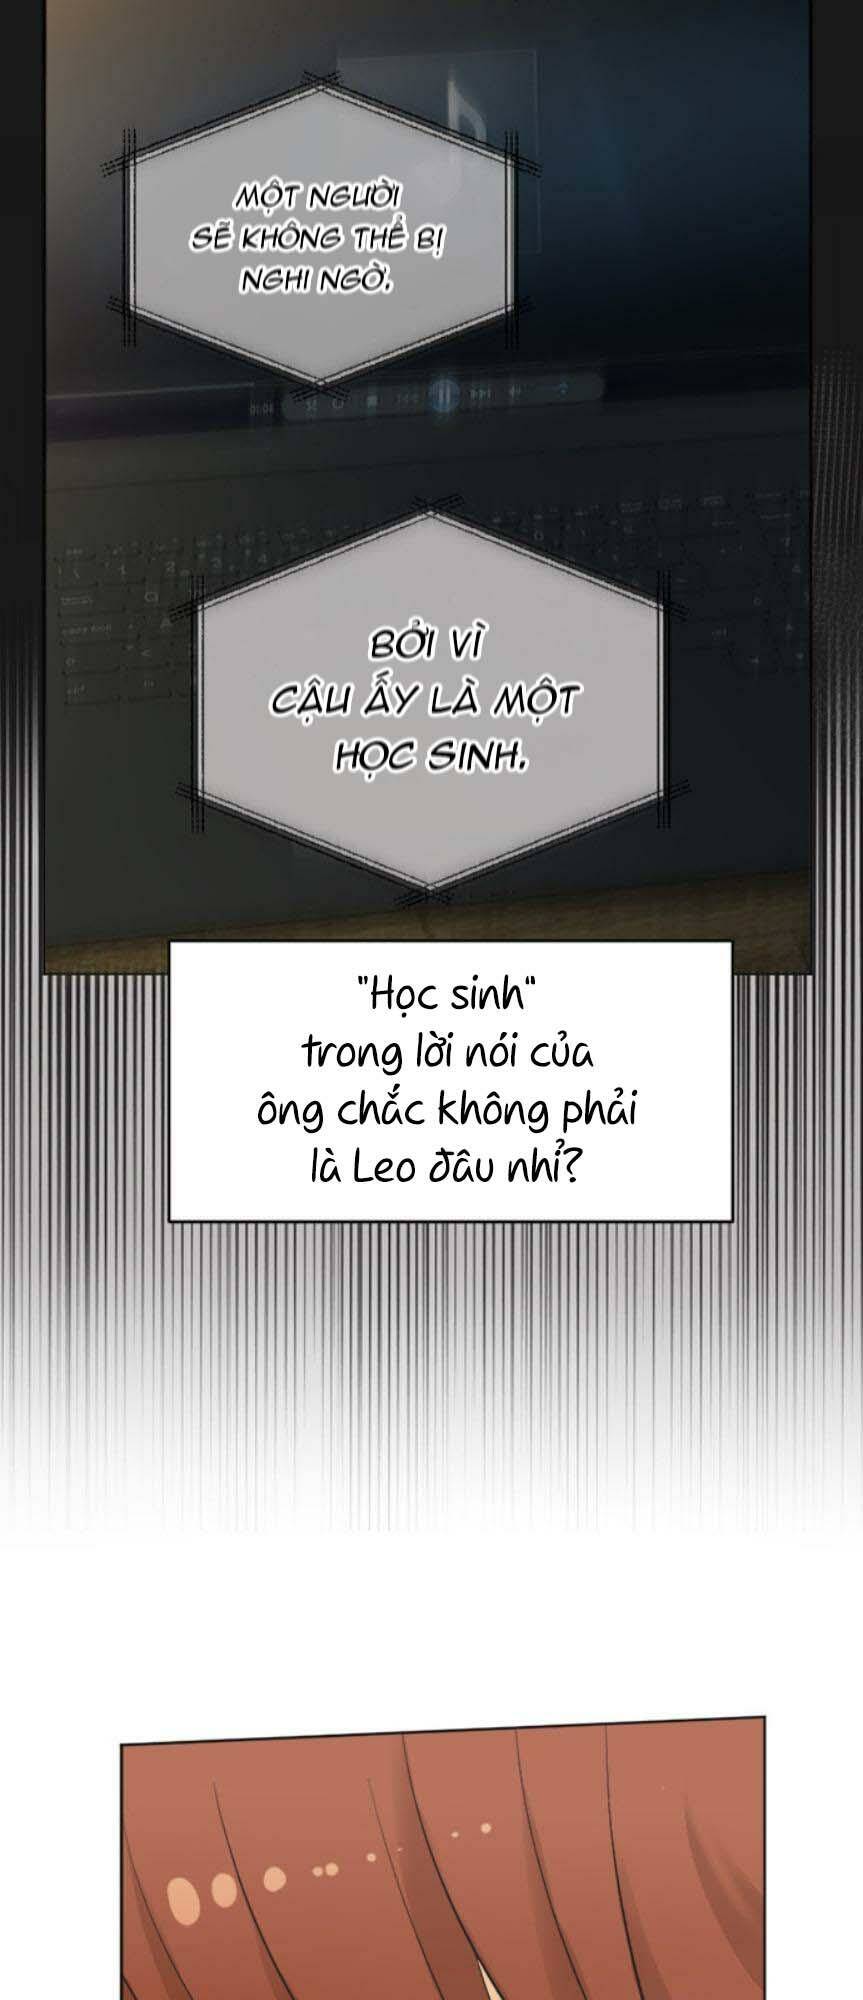 MỘT NGƯỜI
SẼ KHÔNG THỂ BỊ
NGHI NGỜ.
BỞI VÌ
CẬU ẤY LÀ MỘT
HỌC SINH.
"Học sinh"
trong lời nói của
ông chắc không phải
là Leo đâu nhỉ?